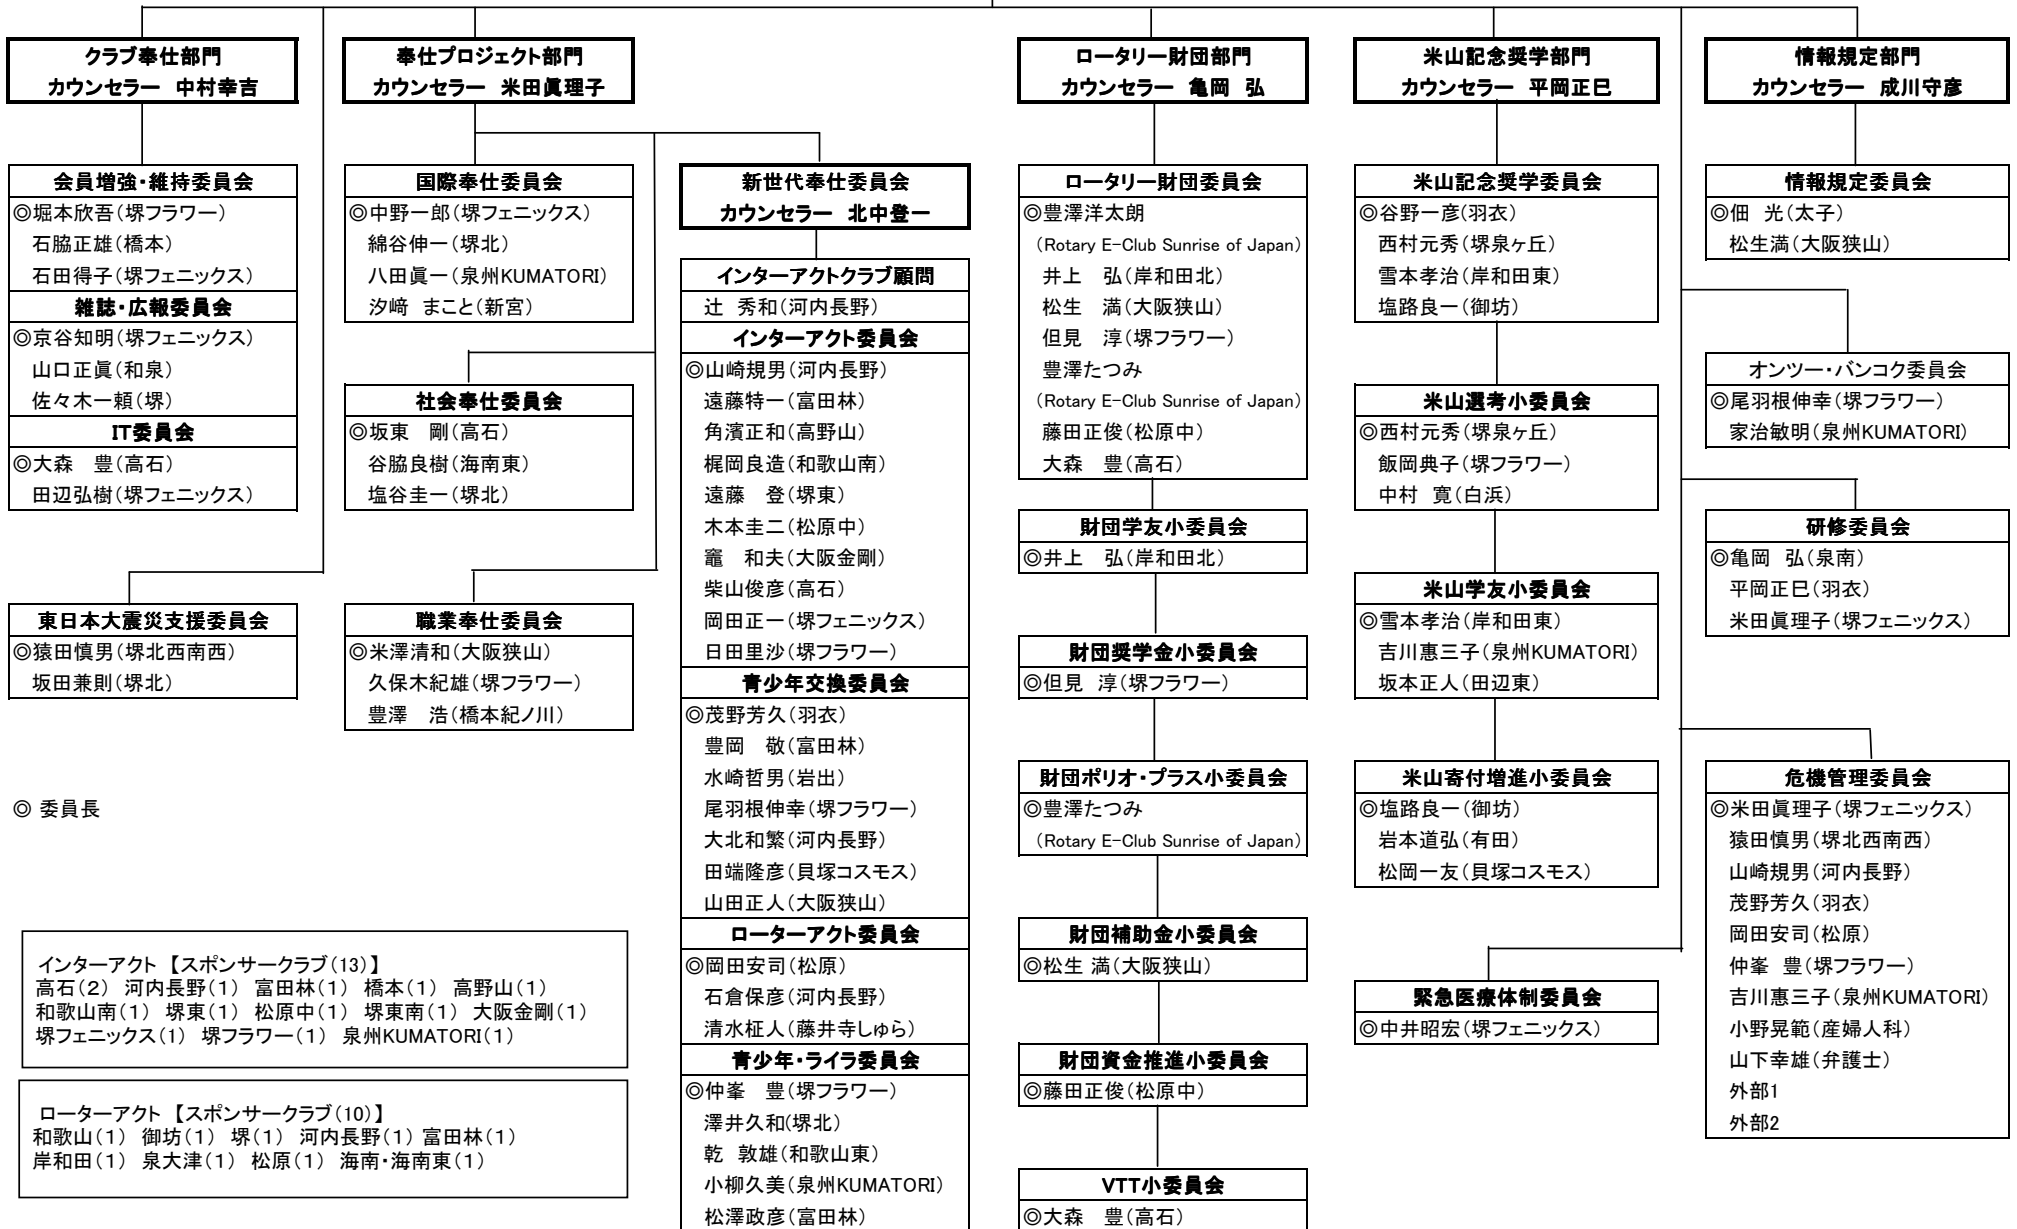 クラブ奉仕部門
カウンセラー 中村幸吉
会員増強・維持委員会
◎堀本欣吾(堺フラワー)
石脇正雄(橋本)
石田得子(堺フェニックス)
雑誌・広報委員会
◎京谷知明(堺フェニックス)
山口正眞(和泉)
佐々木一頼(堺)
IT委員会
◎大森 豊(高石)
田辺弘樹(堺フェニックス)
東日本大震災支援委員会
◎猿田慎男(堺北西南西)
坂田兼則(堺北)
奉仕プロジェクト部門
カウンセラー 米田眞理子
国際奉仕委員会
◎中野一郎(堺フェニックス)
綿谷伸一(堺北)
八田眞一(泉州KUMATORI)
汐﨑 まこと(新宮)
社会奉仕委員会
◎坂東 剛(高石)
谷脇良樹(海南東)
塩谷圭一(堺北)
職業奉仕委員会
◎米澤清和(大阪狭山)
久保木紀雄(堺フラワー)
豊澤 浩(橋本紀ノ川)
新世代奉仕委員会
カウンセラー 北中登一
インターアクトクラブ顧問
辻 秀和(河内長野)
インターアクト委員会
◎山崎規男(河内長野)
遠藤特一(富田林)
角濱正和(高野山)
梶岡良造(和歌山南)
遠藤 登(堺東)
木本圭二(松原中)
竈 和夫(大阪金剛)
柴山俊彦(高石)
岡田正一(堺フェニックス)
日田里沙(堺フラワー)
青少年交換委員会
◎茂野芳久(羽衣)
豊岡 敬(富田林)
水崎哲男(岩出)
尾羽根伸幸(堺フラワー)
大北和繁(河内長野)
田端隆彦(貝塚コスモス)
山田正人(大阪狭山)
ローターアクト委員会
◎岡田安司(松原)
石倉保彦(河内長野)
清水柾人(藤井寺しゅら)
青少年・ライラ委員会
◎仲峯 豊(堺フラワー)
澤井久和(堺北)
乾 敦雄(和歌山東)
小柳久美(泉州KUMATORI)
松澤政彦(富田林)
ロータリー財団部門
カウンセラー 亀岡 弘
ロータリー財団委員会
◎豊澤洋太朗
(Rotary E-Club Sunrise of Japan)
井上 弘(岸和田北)
松生 満(大阪狭山)
但見 淳(堺フラワー)
豊澤たつみ
(Rotary E-Club Sunrise of Japan)
藤田正俊(松原中)
大森 豊(高石)
財団学友小委員会
◎井上 弘(岸和田北)
財団奨学金小委員会
◎但見 淳(堺フラワー)
財団ポリオ・プラス小委員会
◎豊澤たつみ
(Rotary E-Club Sunrise of Japan)
財団補助金小委員会
◎松生 満(大阪狭山)
財団資金推進小委員会
◎藤田正俊(松原中)
VTT小委員会
◎大森 豊(高石)
米山記念奨学部門
カウンセラー 平岡正巳
米山記念奨学委員会
◎谷野一彦(羽衣)
西村元秀(堺泉ヶ丘)
雪本孝治(岸和田東)
塩路良一(御坊)
米山選考小委員会
◎西村元秀(堺泉ヶ丘)
飯岡典子(堺フラワー)
中村 寛(白浜)
米山学友小委員会
◎雪本孝治(岸和田東)
吉川惠三子(泉州KUMATORI)
坂本正人(田辺東)
米山寄付増進小委員会
◎塩路良一(御坊)
岩本道弘(有田)
松岡一友(貝塚コスモス)
緊急医療体制委員会
◎中井昭宏(堺フェニックス)
情報規定部門
カウンセラー 成川守彦
情報規定委員会
◎佃 光(太子)
松生満(大阪狭山)
オンツー・バンコク委員会
◎尾羽根伸幸(堺フラワー)
家治敏明(泉州KUMATORI)
研修委員会
◎亀岡 弘(泉南)
平岡正巳(羽衣)
米田眞理子(堺フェニックス)
危機管理委員会
◎米田眞理子(堺フェニックス)
猿田慎男(堺北西南西)
山崎規男(河内長野)
茂野芳久(羽衣)
岡田安司(松原)
仲峯 豊(堺フラワー)
吉川惠三子(泉州KUMATORI)
小野晃範(産婦人科)
山下幸雄(弁護士)
外部1
外部2
◎ 委員長
インターアクト 【スポンサークラブ(13)】
高石(2) 河内長野(1) 富田林(1) 橋本(1) 高野山(1)
和歌山南(1) 堺東(1) 松原中(1) 堺東南(1) 大阪金剛(1)
堺フェニックス(1) 堺フラワー(1) 泉州KUMATORI(1)
ローターアクト 【スポンサークラブ(10)】
和歌山(1) 御坊(1) 堺(1) 河内長野(1) 富田林(1)
岸和田(1) 泉大津(1) 松原(1) 海南・海南東(1)